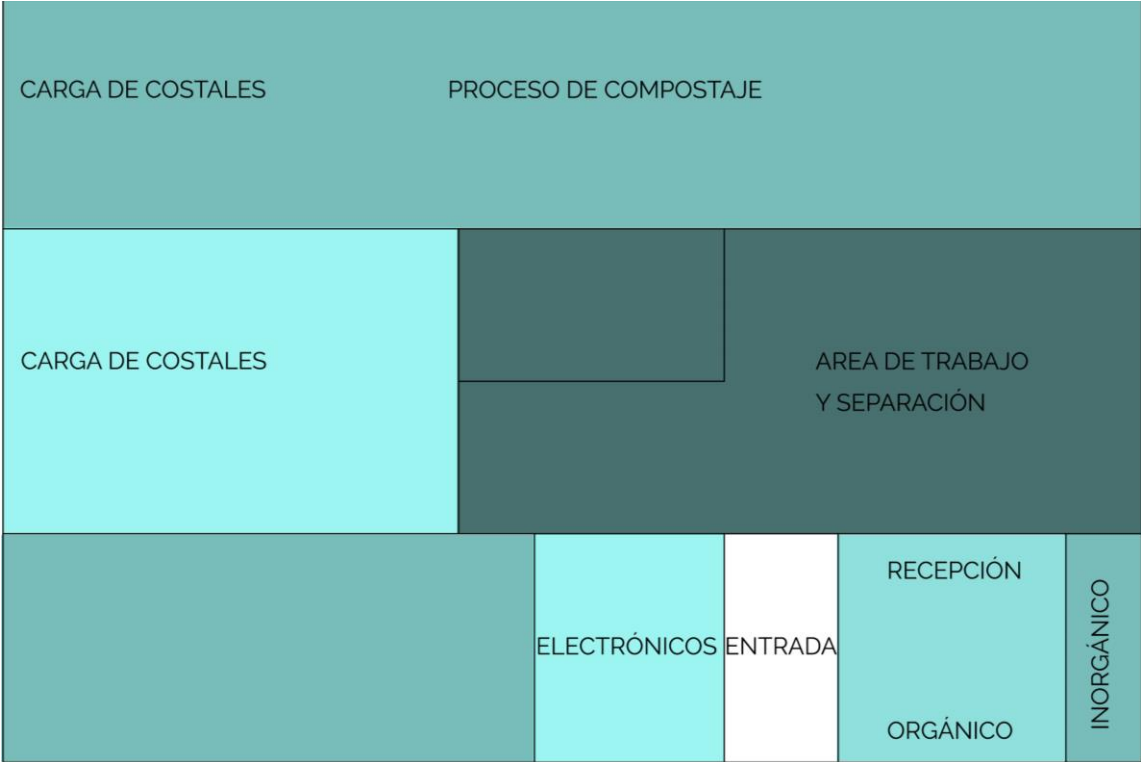 CARGA DE COSTALES
PROCESO DE COMPOSTAJE
CARGA DE COSTALES
AREA DE TRABAJO
Y SEPARACIÓN
ELECTRÓNICOS
ENTRADA
RECEPCIÓN
ORGÁNICO
INORGÁNICO